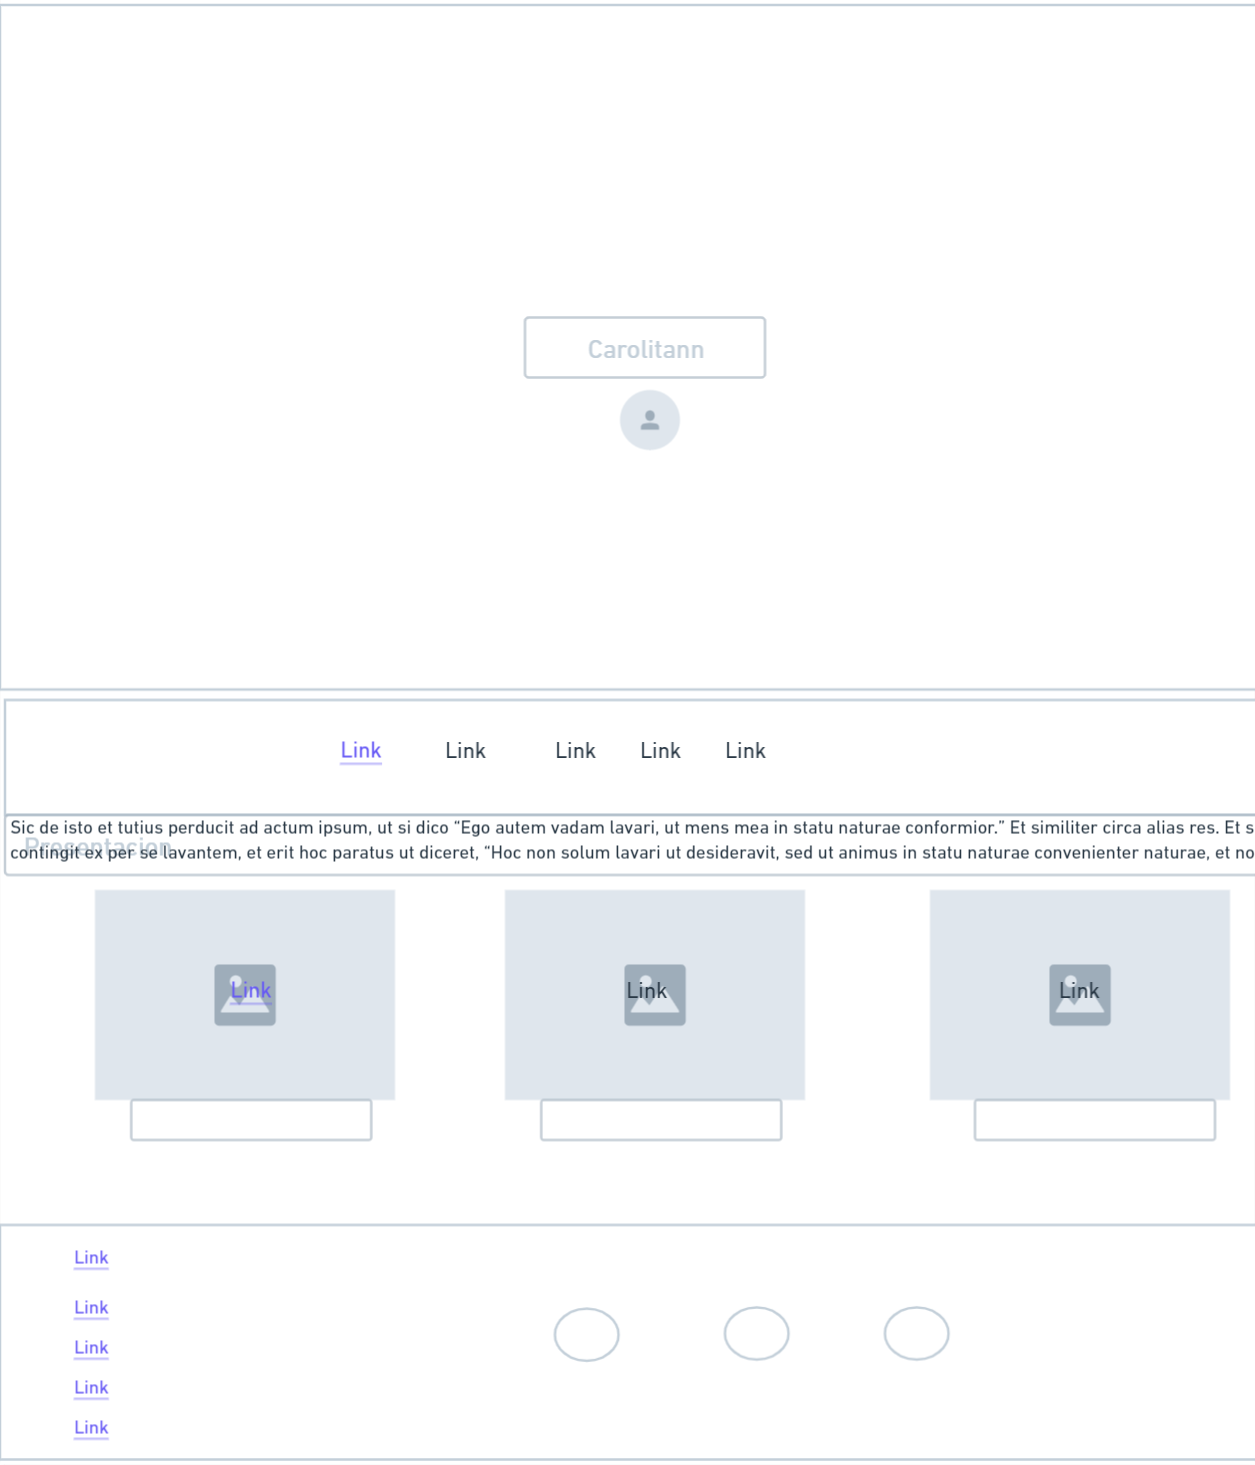 Carolitann
Link Link Link Link Link
Sic de isto et tutius perducit ad actum ipsum, ut si dico “Ego autem vadam lavari, ut mens mea in statu naturae conformior.” Et similiter circa alias res. Et s
Presentacion
contingit ex per se lavantem, et erit hoc paratus ut diceret, “Hoc non solum lavari ut desideravit, sed ut animus in statu naturae convenienter naturae, et no
Link Link Link
Link
Link
Link
Link
Link